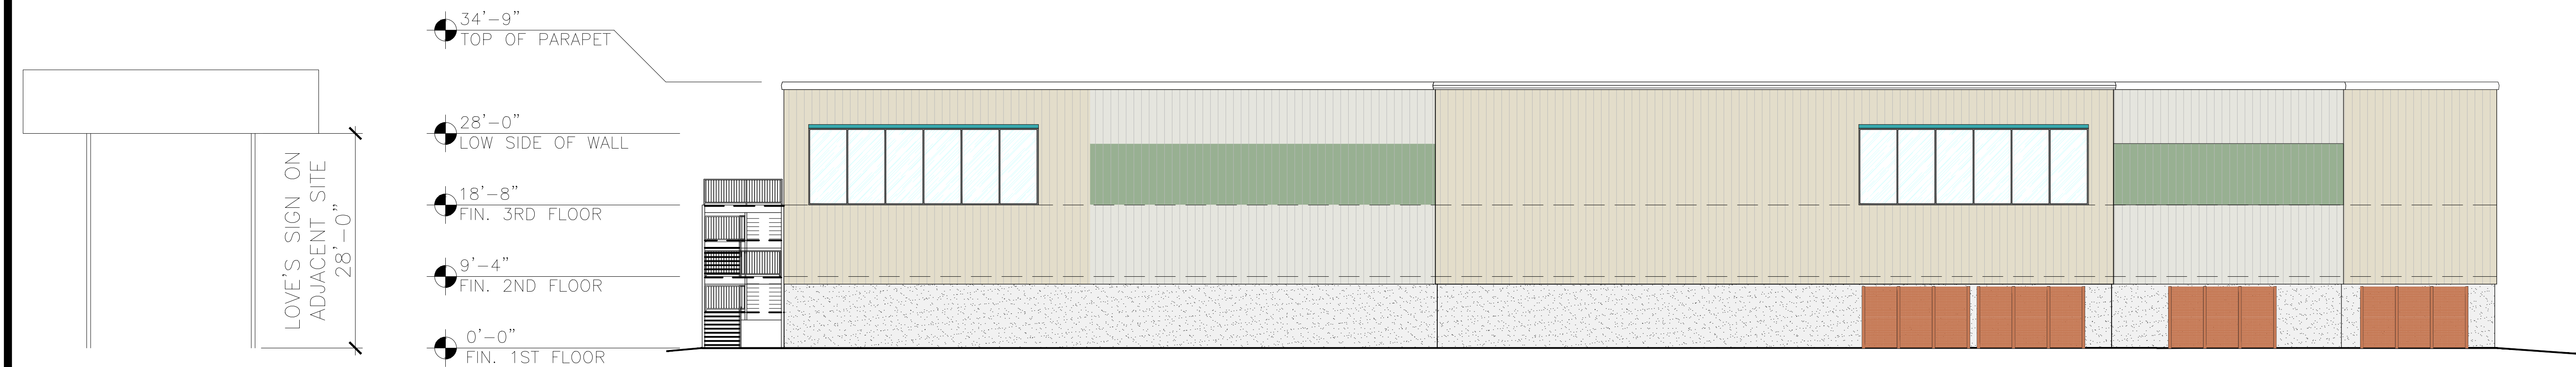 34'-9"
TOP OF PARAPET
28'-0"
LOW SIDE OF WALL
18'-8"
FIN. 3RD FLOOR
9'-4"
FIN. 2ND FLOOR
0'-0"
FIN. 1ST FLOOR
LOVE'S SIGN ON
ADJACENT SITE
28'-0"